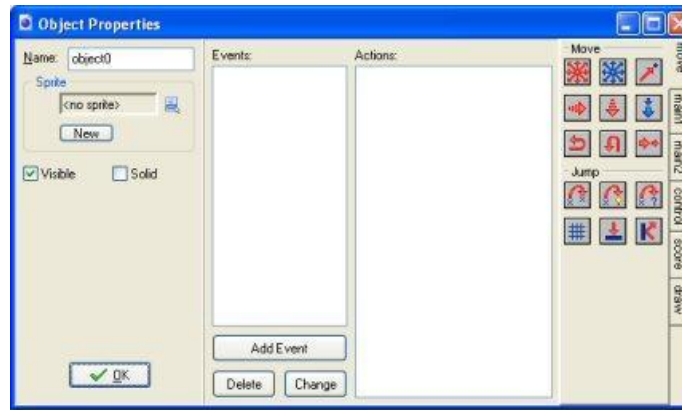 Object Properties
Name: object0
Sprite
<no sprite>
New
Visible
Solid
OK
Events:
Add Event
Delete
Change
Actions:
Move
Jump
move
main1
main2
control
score
draw